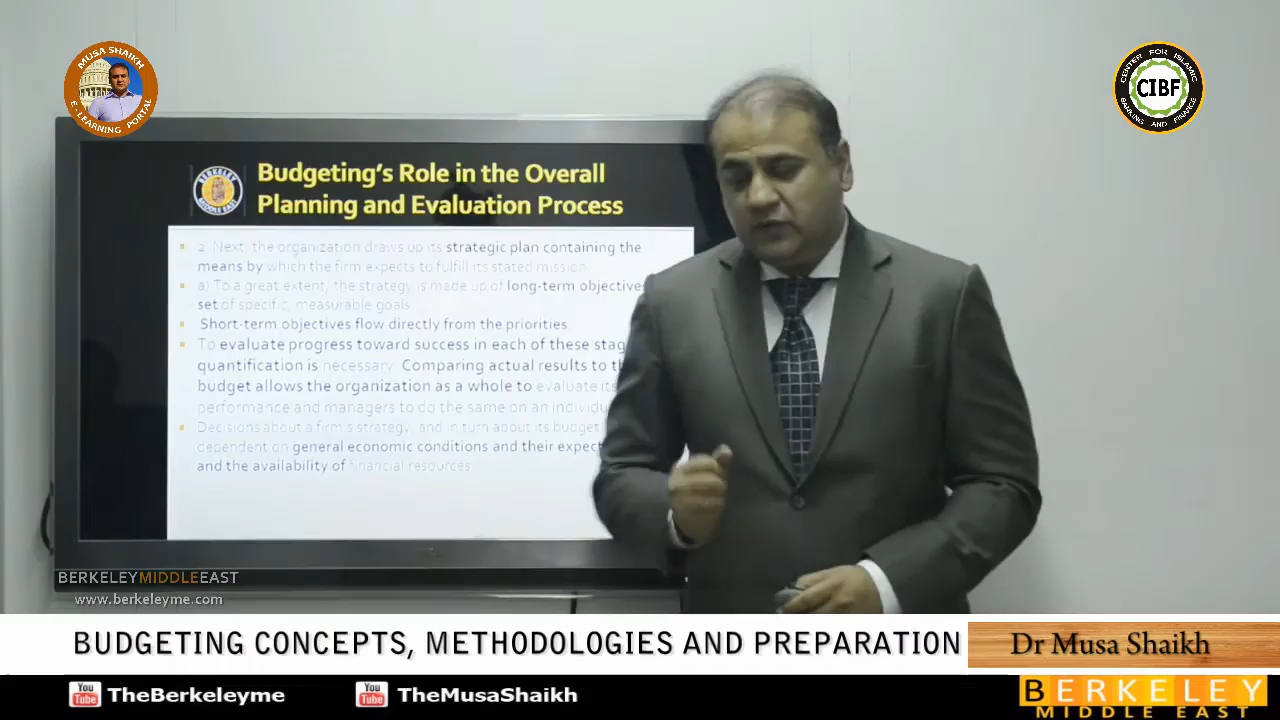 MUSA SHAIKH
E-LEARNING PORTAL
CENTER FOR ISLAMIC
CIBF
BANKING AND FINANCE
BERKELEY
MIDDLE EAST
Budgeting's Role in the Overall
Planning and Evaluation Process
2. Next, the organization draws up its strategic plan containing the
means by which the firm expects to fulfill its stated mission
a) To a great extent, the strategy is made up of long-term objectives
set of specific, measurable goals
Short-term objectives flow directly from the priorities
To evaluate progress toward success in each of these
quantification is necessary. Comparing actual results to
budget allows the organization as a whole to evaluate its
performance and managers to do the same on an
Decisions about a firm's strategy, and in turn about its budget
dependent on general economic conditions and their
and the availability of financial resources
BERKELEYMIDDLEEAST
www.berkeleyme.com
BUDGETING CONCEPTS, METHODOLOGIES AND PREPARATION
Dr Musa Shaikh
You Tube TheBerkeleyme
You Tube TheMusaShaikh
BERKELEY
MIDDLE EAST